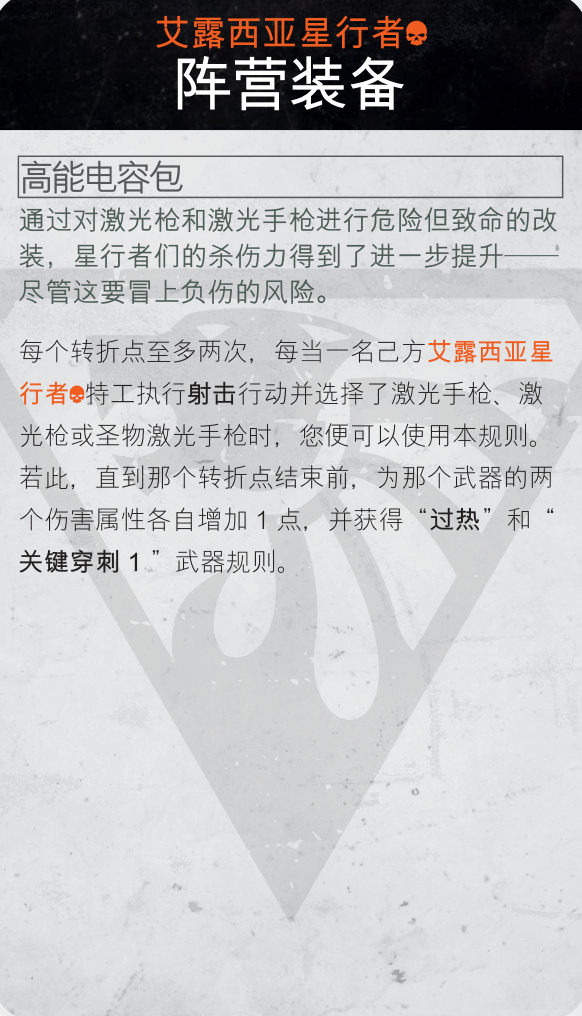 艾露西亚星行者
阵营装备
高能电容包
通过对激光枪和激光手枪进行危险但致命的改
装，星行者们的杀伤力得到了进一步提升——
尽管这要冒上负伤的风险。
每个转折点至多两次，每当一名己方艾露西亚星
行者特工执行射击行动并选择了激光手枪、激
光枪或圣物激光手枪时，您便可以使用本规则。
若此，直到那个转折点结束前，为那个武器的两
个伤害属性各自增加 1 点，并获得“过热”和“
关键穿刺 1 ”武器规则。